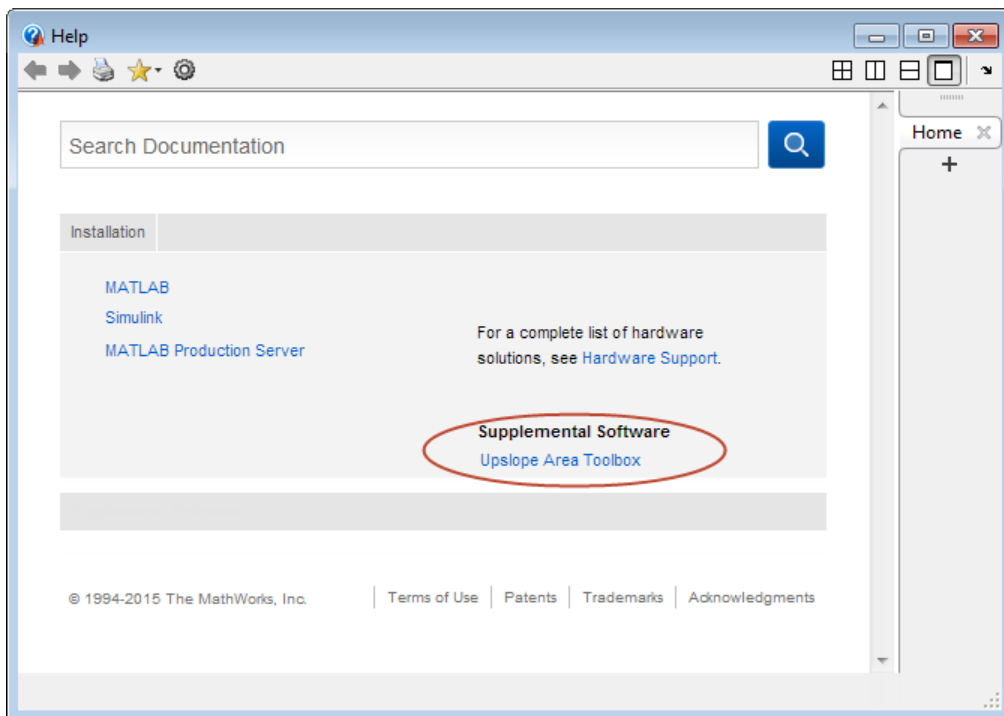 Help
Home
Search Documentation
Installation
MATLAB
Simulink
MATLAB Production Server
For a complete list of hardware
solutions, see Hardware Support.
Supplemental Software
Upslope Area Toolbox
© 1994-2015 The MathWorks, Inc.
Terms of Use
Patents
Trademarks
Acknowledgments